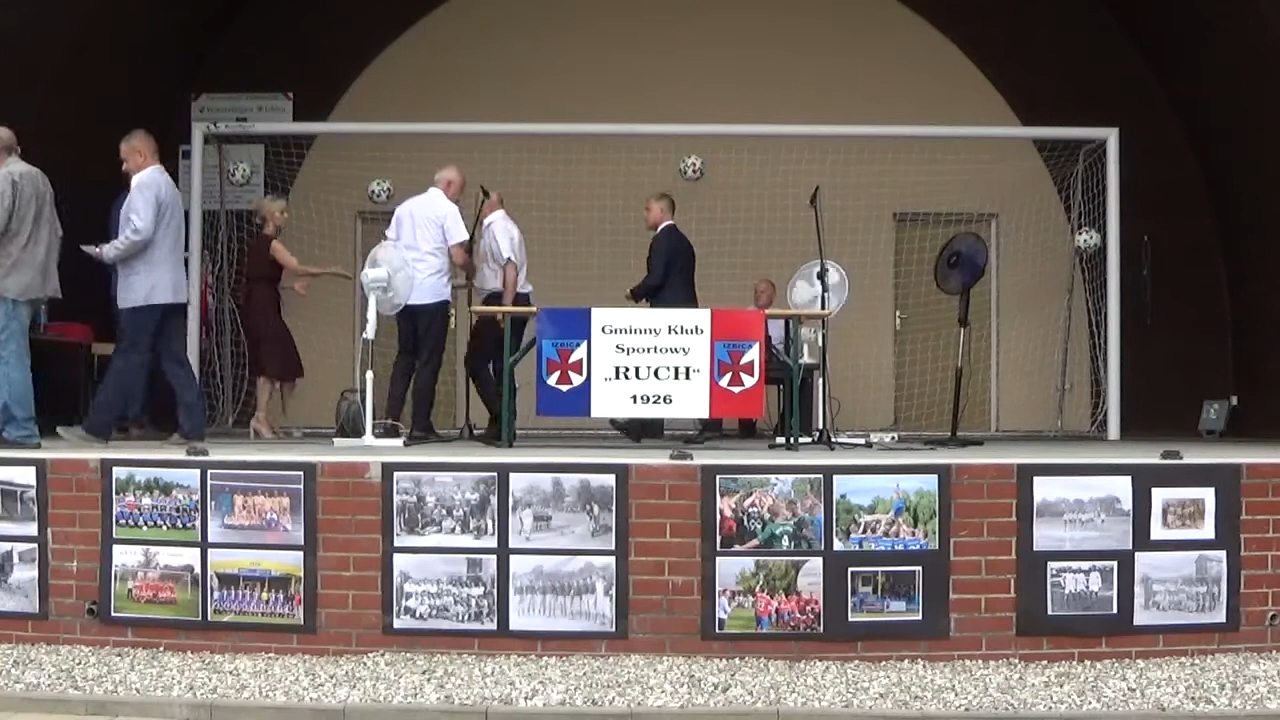 Gminny Klub
Sportowy
„RUCH“
1926
IZBICA
IZBICA